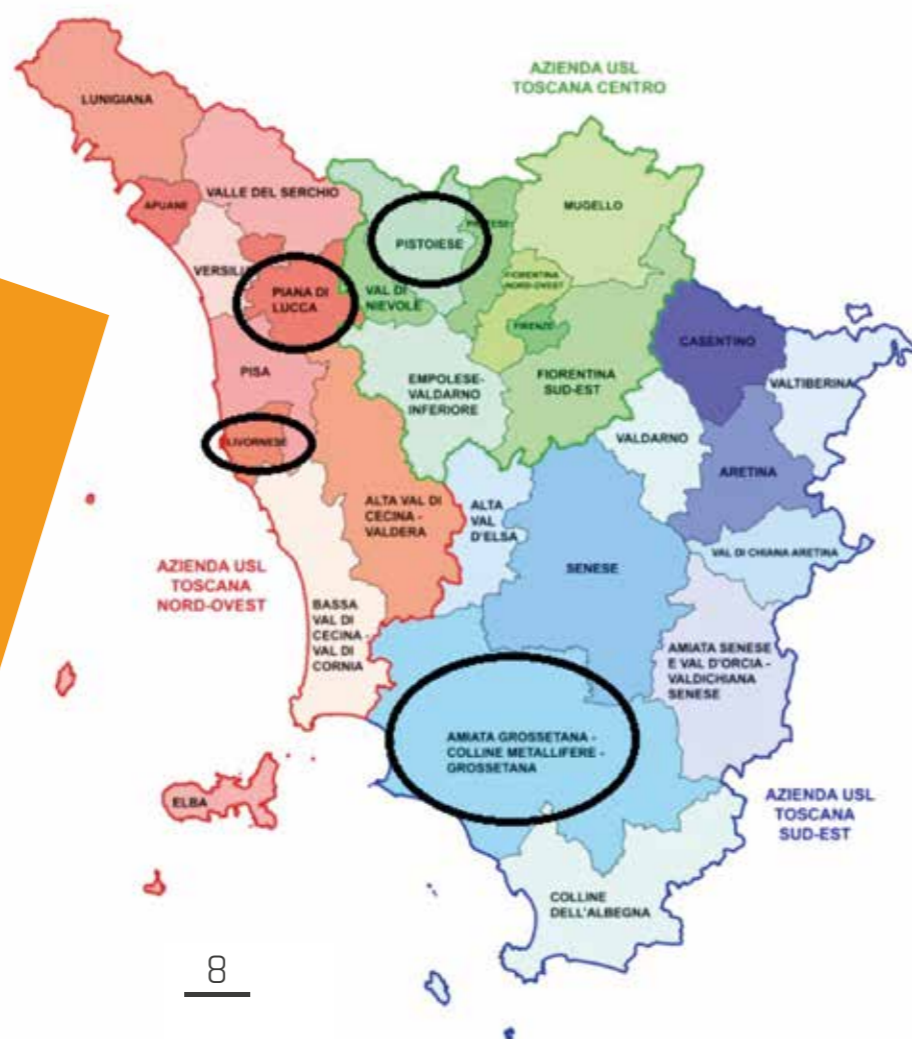 AZIENDA USL
TOSCANA CENTRO
LUNIGIANA
VALLE DEL SERCHIO
APUANE
MUGELLO
PISTOIESE
VERSILI
FIORENTINA
NORD-OVEST
PIANA DI
LUCCA
VAL DI
NIEVOLE
FIRENZE
CASENTINO
PISA
EMPOLESE-
VALDARNO
INFERIORE
FIORENTINA
SUD-EST
VALTIBERINA
LIVORNESE
VALDARNO
ARETINA
ALTA VAL DI
CECINA -
VALDERA
ALTA
VAL
D'ELSA
VAL DI CHIANA ARETINA
AZIENDA USL
TOSCANA
NORD-OVEST
SENESE
BASSA
VAL DI
CECINA -
VAL DI
CORNIA
AMIATA SENESE
E VAL D'ORCIA -
VALDICHIANA
SENESE
AMIATA GROSSETANA -
COLLINE METALLIFERE -
GROSSETANA
ELBA
AZIENDA USL
TOSCANA
SUD-EST
COLLINE
DELL'ALBEGNA
8